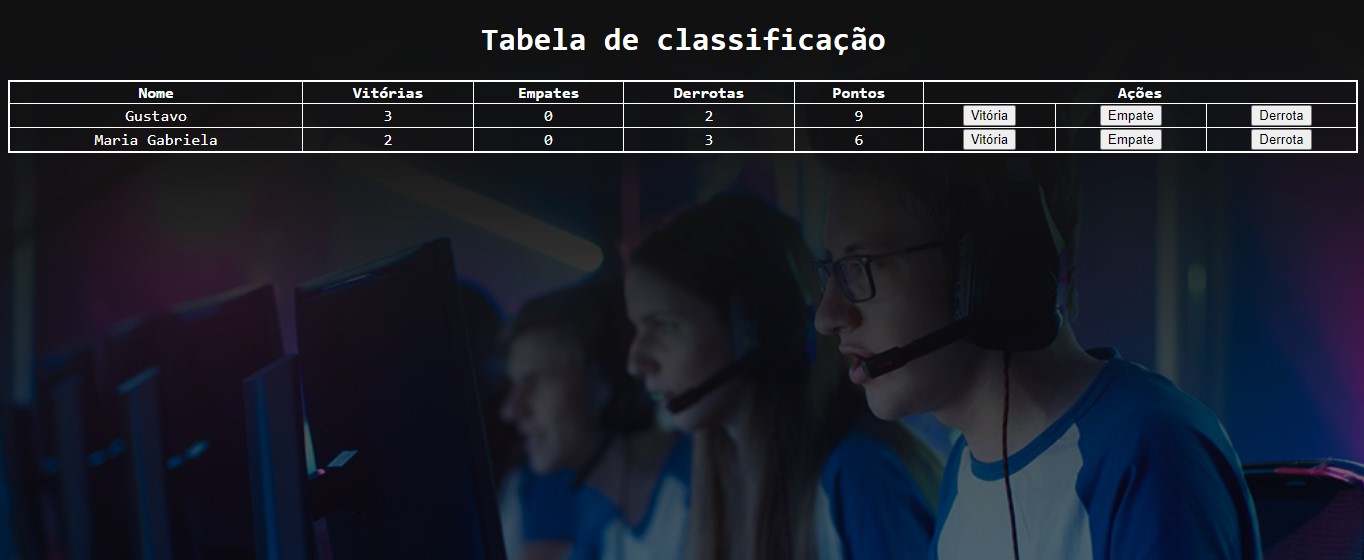 Tabela de classificação
Nome Vitórias Empates Derrotas Pontos Ações
Gustavo 3 0 2 9 Vitória Empate Derrota
Maria Gabriela 2 0 3 6 Vitória Empate Derrota